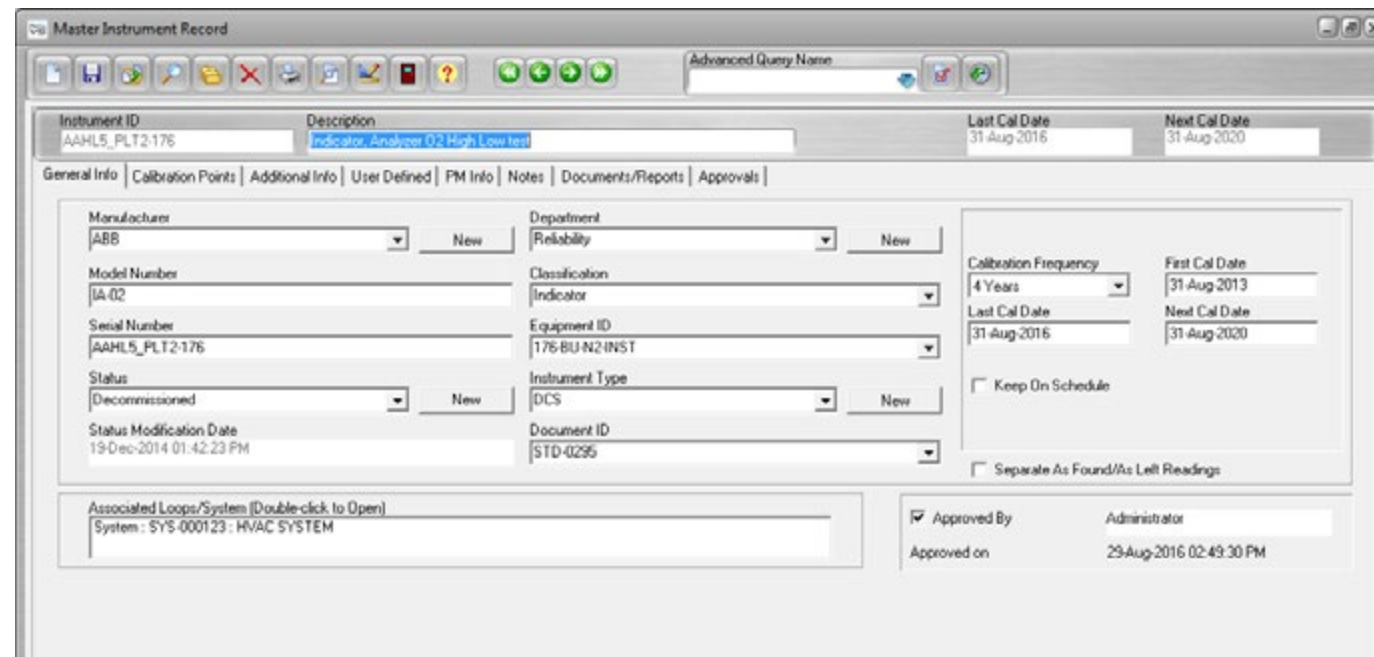 Master Instrument Record
Advanced Query Name
Instrument ID Description Last Cal Date Next Cal Date
AAHL5_PLT2-176 Indicator, Analyzer O2 High Low test 31-Aug-2016 31-Aug-2020
General Info Calibration Points Additional Info User Defined PM Info Notes Documents/Reports Approvals
Manufacturer Department
ABB New Reliability New
Model Number Classification Calibration Frequency First Cal Date
IA-02 Indicator 4 Years 31-Aug-2013
Serial Number Equipment ID Last Cal Date Next Cal Date
AAHL5_PLT2-176 176-BU-N2-INST 31-Aug-2016 31-Aug-2020
Status Instrument Type Keep On Schedule
Decommissioned New DCS New
Status Modification Date Document ID
19-Dec-2014 01:42:23 PM STD-0295
Separate As Found/As Left Readings
Associated Loops/System (Double-click to Open)
System : SYS-000123 : HVAC SYSTEM
Approved By Administrator
Approved on 29-Aug-2016 02:49:30 PM